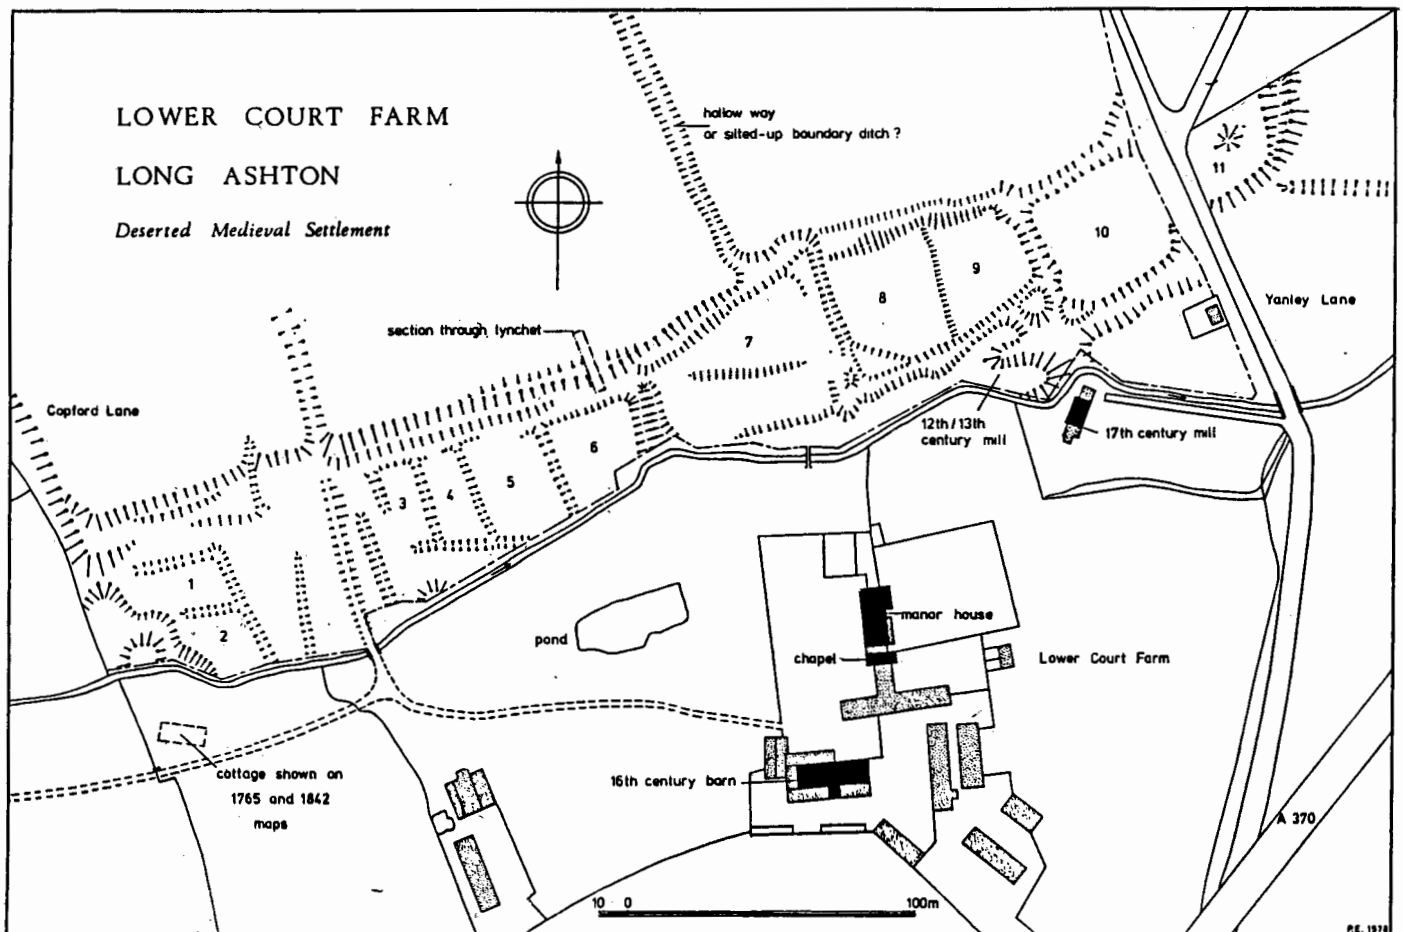 LOWER COURT FARM
LONG ASHTON
Deserted Medieval Settlement
hollow way
or silted-up boundary ditch ?
11
10
9
8
7
Yanley Lane
section through lynchet
Copford Lane
6
5
4
3
12th / 13th
century mill
17th century mill
1
2
pond
manor house
chapel
Lower Court Farm
cottage shown on
1765 and 1842
maps
16th century barn
A 370
10 0 100m
P.E. 1978